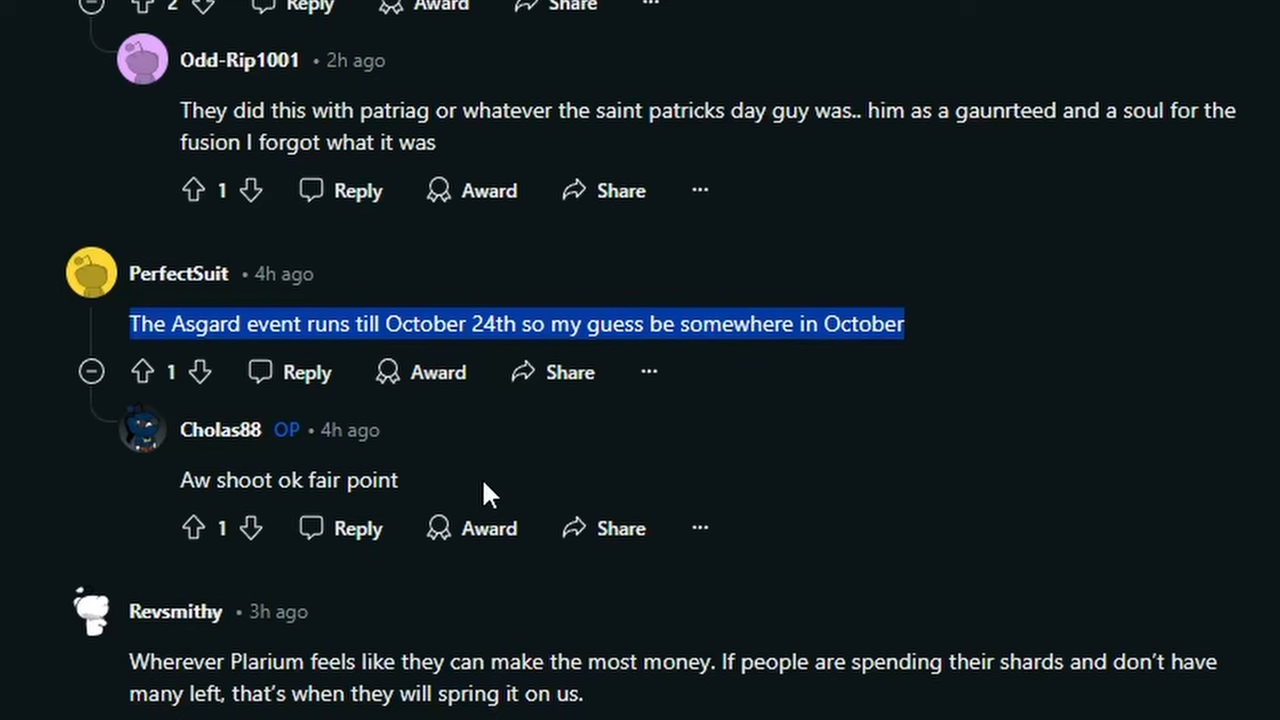 2 Reply Award Share ...
Odd-Rip1001 • 2h ago
They did this with patriag or whatever the saint patricks day guy was.. him as a gaunrteed and a soul for the
fusion I forgot what it was
1 Reply Award Share ...
PerfectSuit • 4h ago
The Asgard event runs till October 24th so my guess be somewhere in October
1 Reply Award Share ...
Cholas88 OP • 4h ago
Aw shoot ok fair point
1 Reply Award Share ...
Revsmithy • 3h ago
Wherever Plarium feels like they can make the most money. If people are spending their shards and don't have
many left, that's when they will spring it on us.